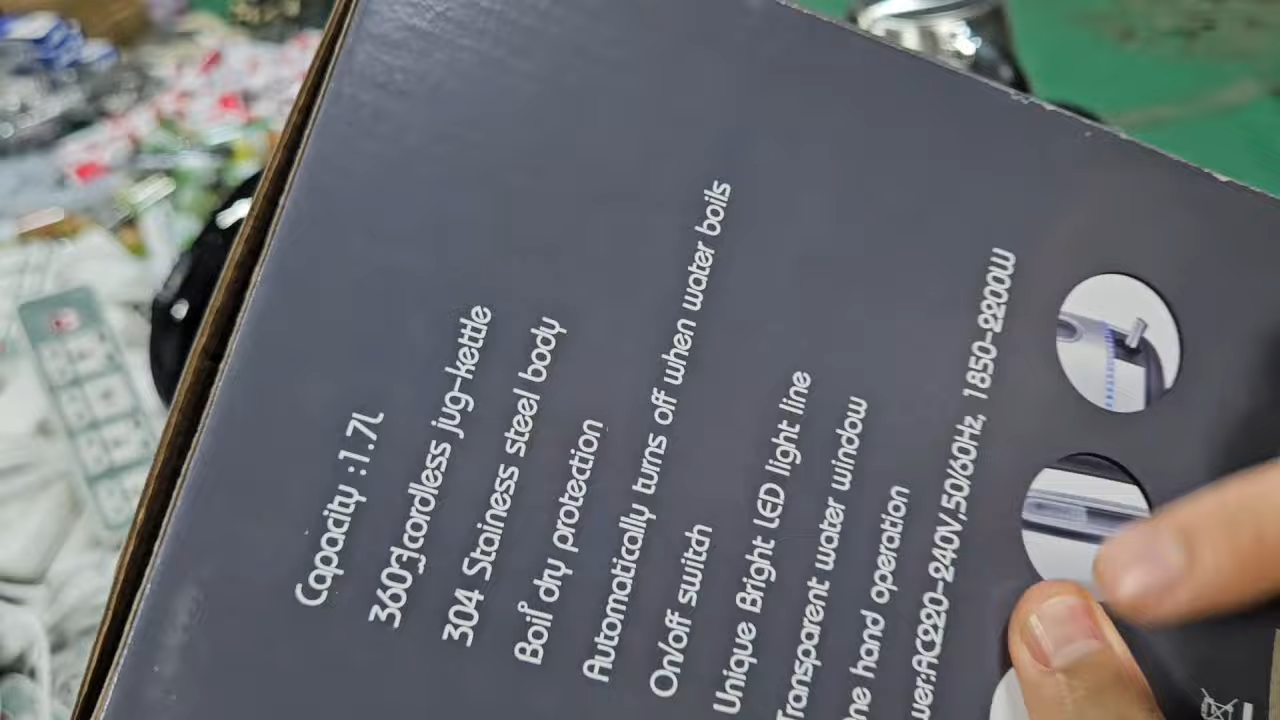 Capacity :1.7L
360°cordless jug-kettle
304 Stainess steel body
Boil dry protection
Automatically turns off when water boils
On/off switch
Unique Bright LED light line
Transparent water window
One hand operation
wer:AC220-240V,50/60Hz, 1850-2200W